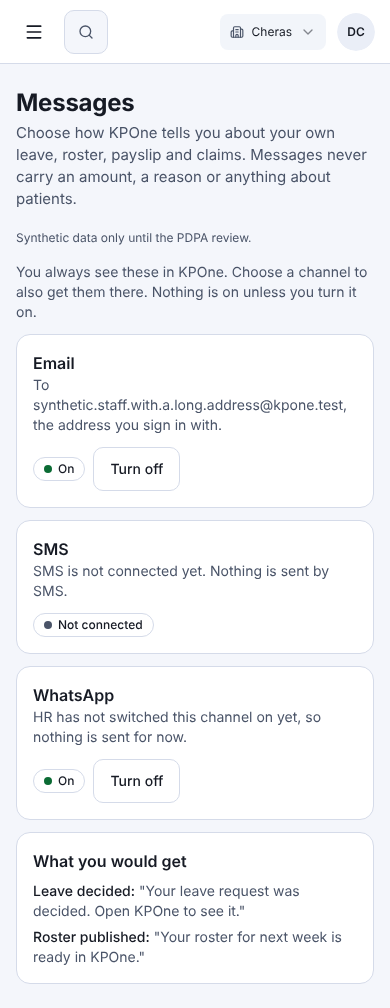 Cheras
DC
Messages
Choose how KPOne tells you about your own
leave, roster, payslip and claims. Messages never
carry an amount, a reason or anything about
patients.
Synthetic data only until the PDPA review.
You always see these in KPOne. Choose a channel to
also get them there. Nothing is on unless you turn it
on.
Email
To
synthetic.staff.with.a.long.address@kpone.test,
the address you sign in with.
On
Turn off
SMS
SMS is not connected yet. Nothing is sent by
SMS.
Not connected
WhatsApp
HR has not switched this channel on yet, so
nothing is sent for now.
On
Turn off
What you would get
Leave decided: "Your leave request was
decided. Open KPOne to see it."
Roster published: "Your roster for next week is
ready in KPOne."